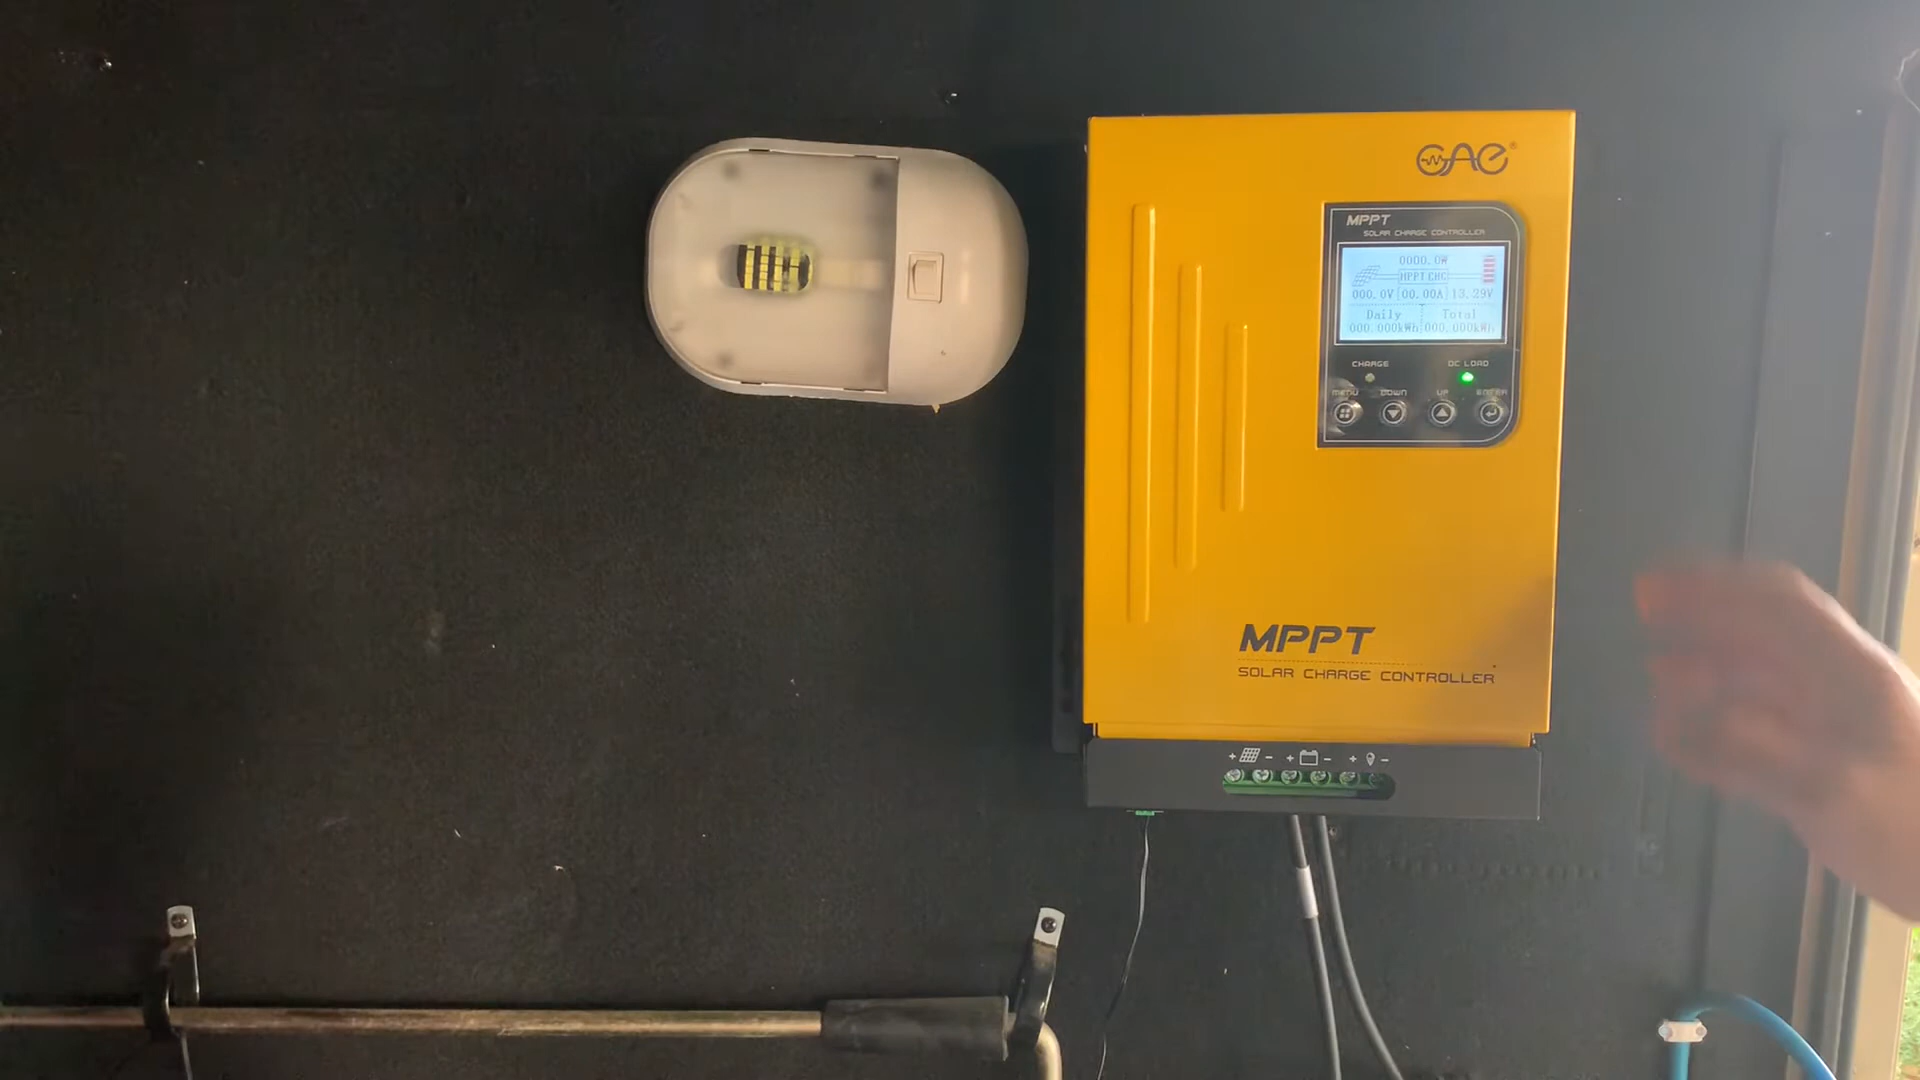 GAE®
MPPT
SOLAR CHARGE CONTROLLER
0000.0W
MPPT CHC
000.0V [00.00A] 13.29V
Daily Total
000.000kWh 000.000kWh
CHARGE DC LOAD
MENU DOWN UP ENTER
MPPT
SOLAR CHARGE CONTROLLER
+ - + - + -